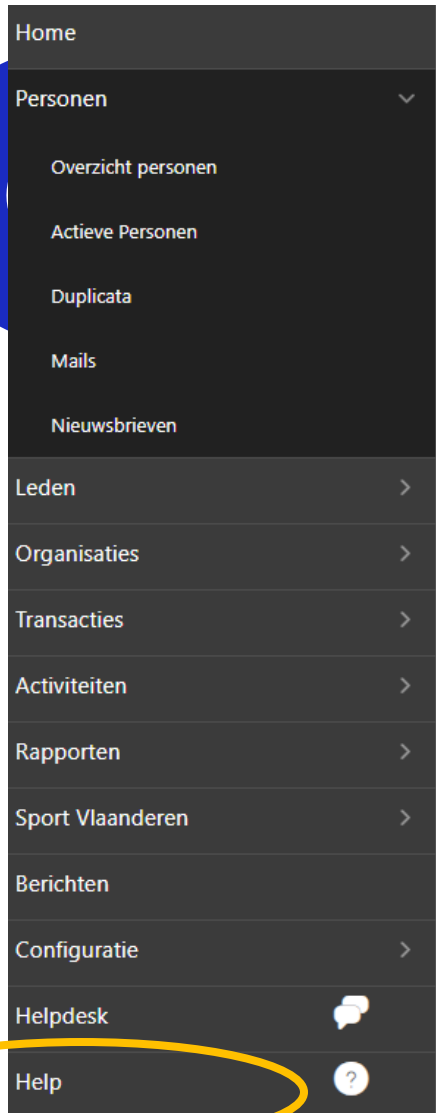 Home
Personen
Overzicht personen
Actieve Personen
Duplicata
Mails
Nieuwsbrieven
Leden
Organisaties
Transacties
Activiteiten
Rapporten
Sport Vlaanderen
Berichten
Configuratie
Helpdesk
Help ?